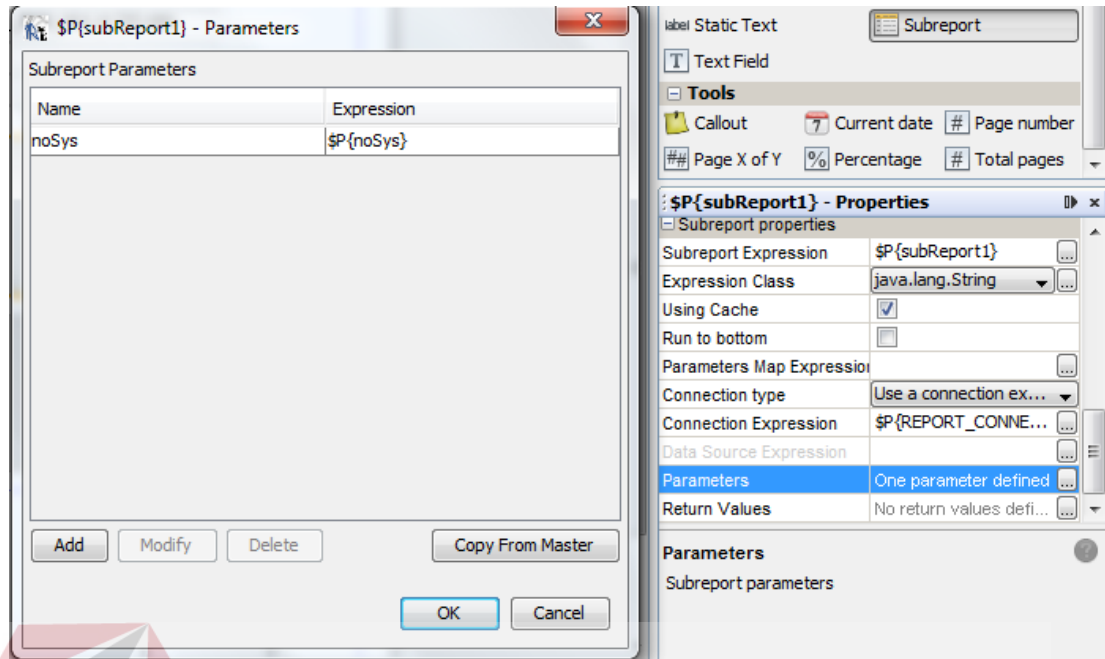 $P{subReport1} - Parameters
Subreport Parameters
Name Expression
noSys $P{noSys}
Add Modify Delete Copy From Master
OK Cancel
label Static Text Subreport
T Text Field
Tools
Callout 7 Current date # Page number
## Page X of Y % Percentage # Total pages
$P{subReport1} - Properties
Subreport properties
Subreport Expression $P{subReport1} ...
Expression Class java.lang.String ...
Using Cache
Run to bottom
Parameters Map Expression ...
Connection type Use a connection ex...
Connection Expression $P{REPORT_CONNE... ...
Data Source Expression ...
Parameters One parameter defined ...
Return Values No return values defi... ...
Parameters ?
Subreport parameters